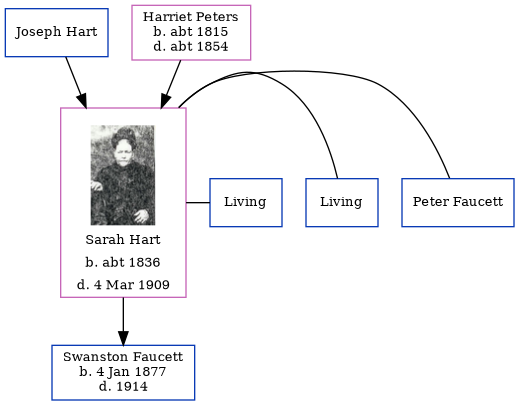 Joseph Hart
Harriet Peters
b. abt 1815
d. abt 1854
Sarah Hart
b. abt 1836
d. 4 Mar 1909
Living
Living
Peter Faucett
Swanston Faucett
b. 4 Jan 1877
d. 1914